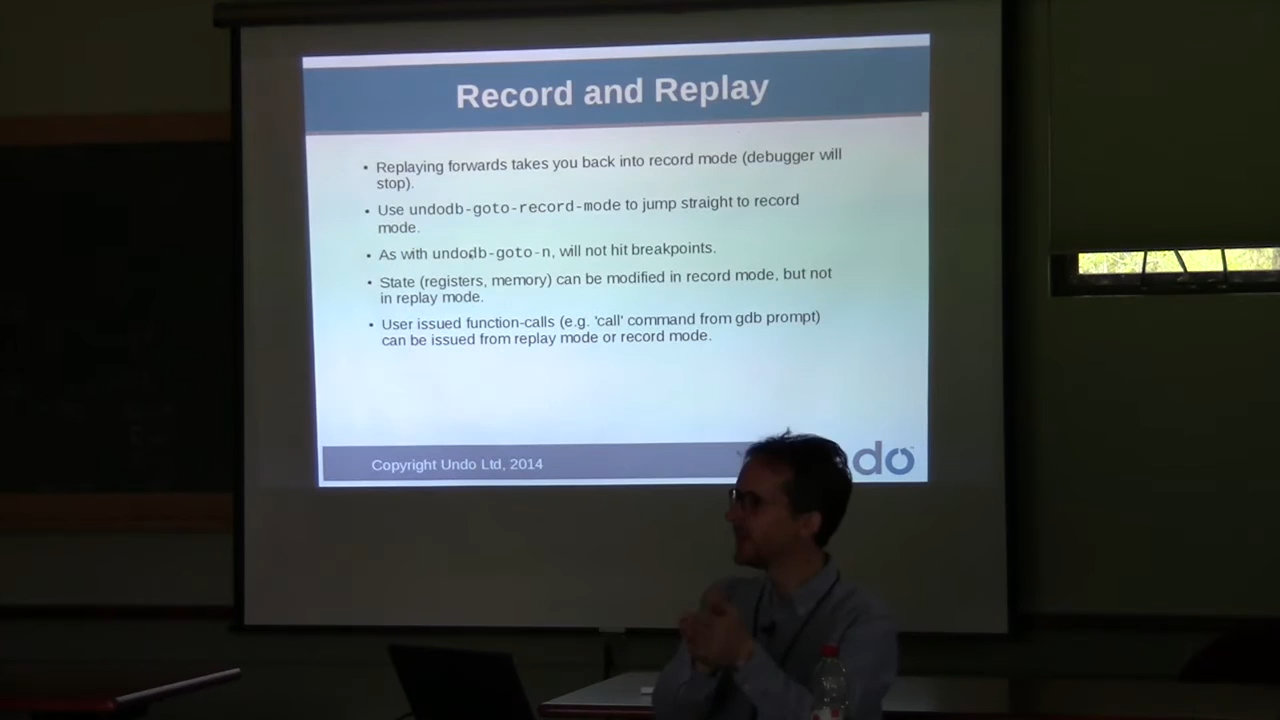 Record and Replay
• Replaying forwards takes you back into record mode (debugger will
stop).
• Use undodb-goto-record-mode to jump straight to record
mode.
• As with undodb-goto-n, will not hit breakpoints.
• State (registers, memory) can be modified in record mode, but not
in replay mode.
• User issued function-calls (e.g. 'call' command from gdb prompt)
can be issued from replay mode or record mode.
Copyright Undo Ltd, 2014
do